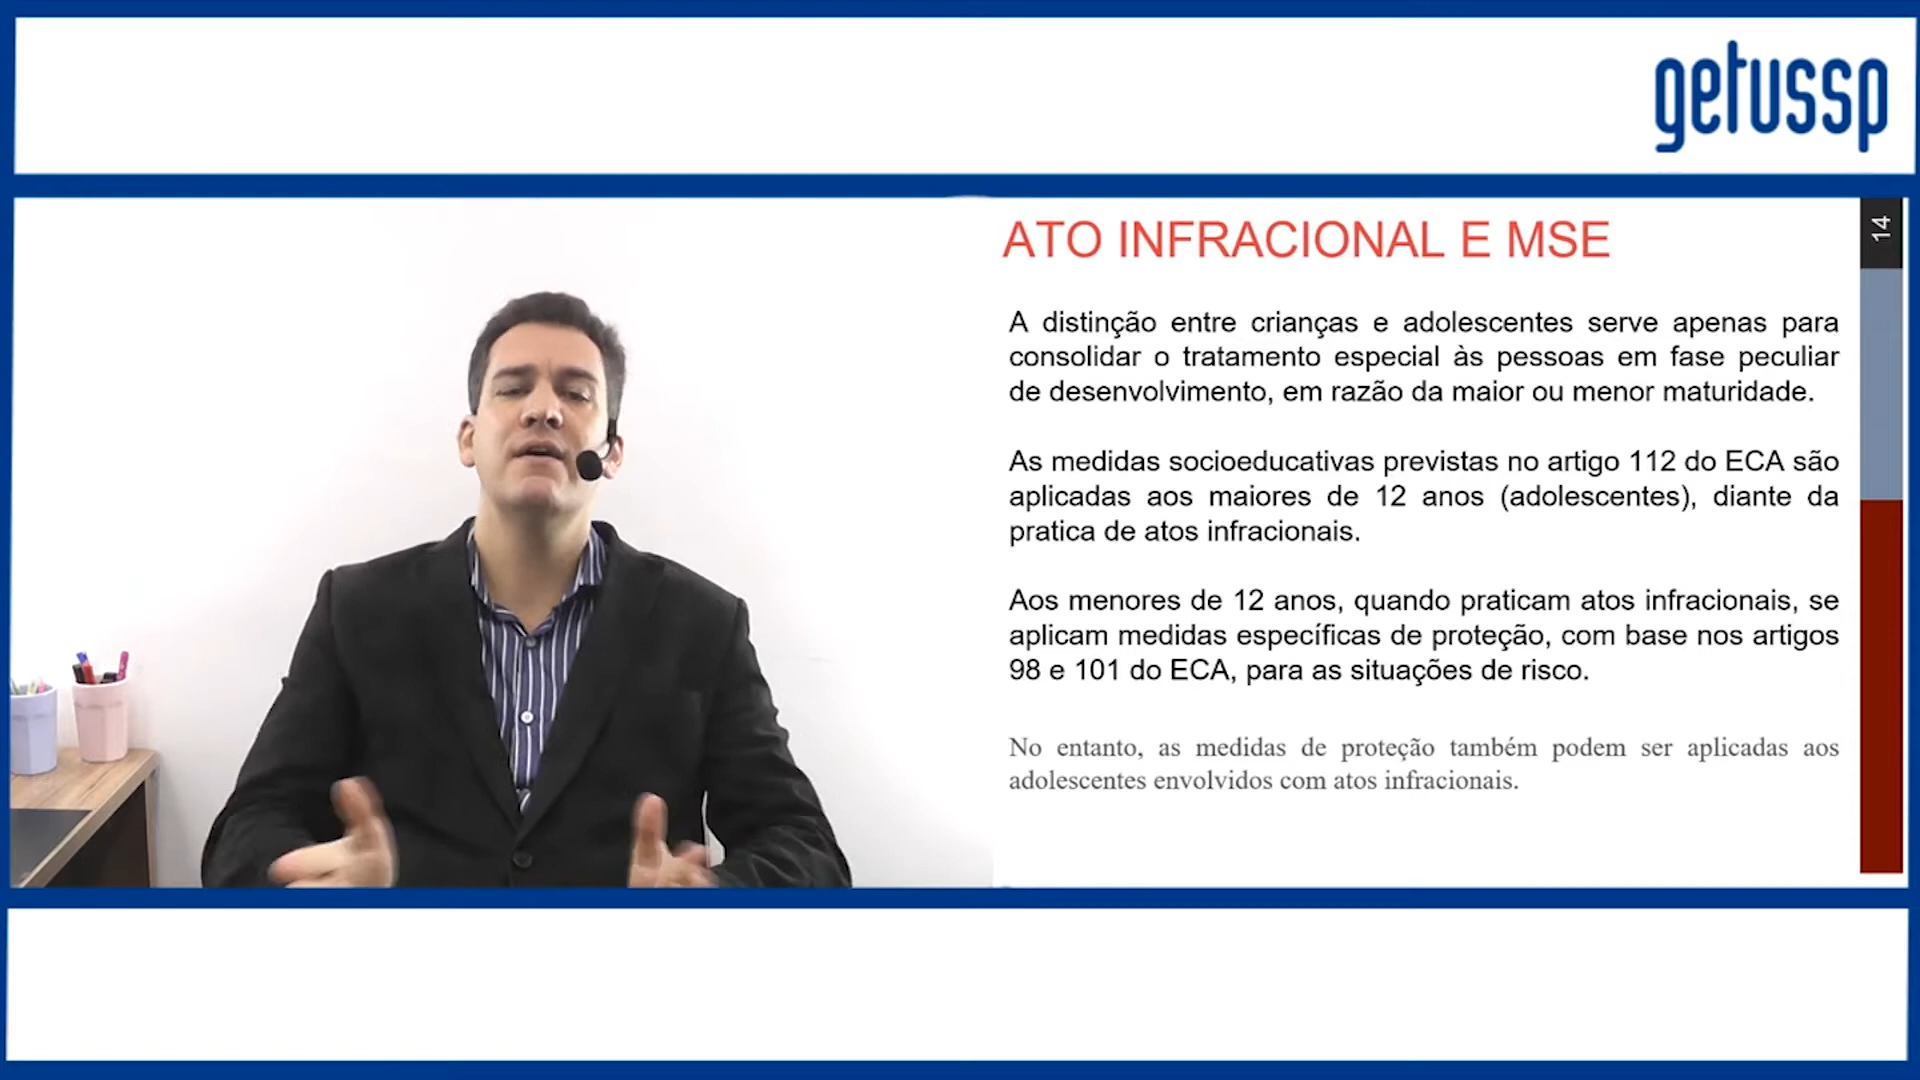 getussp
ATO INFRACIONAL E MSE
14
A distinção entre crianças e adolescentes serve apenas para
consolidar o tratamento especial às pessoas em fase peculiar
de desenvolvimento, em razão da maior ou menor maturidade.
As medidas socioeducativas previstas no artigo 112 do ECA são
aplicadas aos maiores de 12 anos (adolescentes), diante da
pratica de atos infracionais.
Aos menores de 12 anos, quando praticam atos infracionais, se
aplicam medidas específicas de proteção, com base nos artigos
98 e 101 do ECA, para as situações de risco.
No entanto, as medidas de proteção também podem ser aplicadas aos
adolescentes envolvidos com atos infracionais.